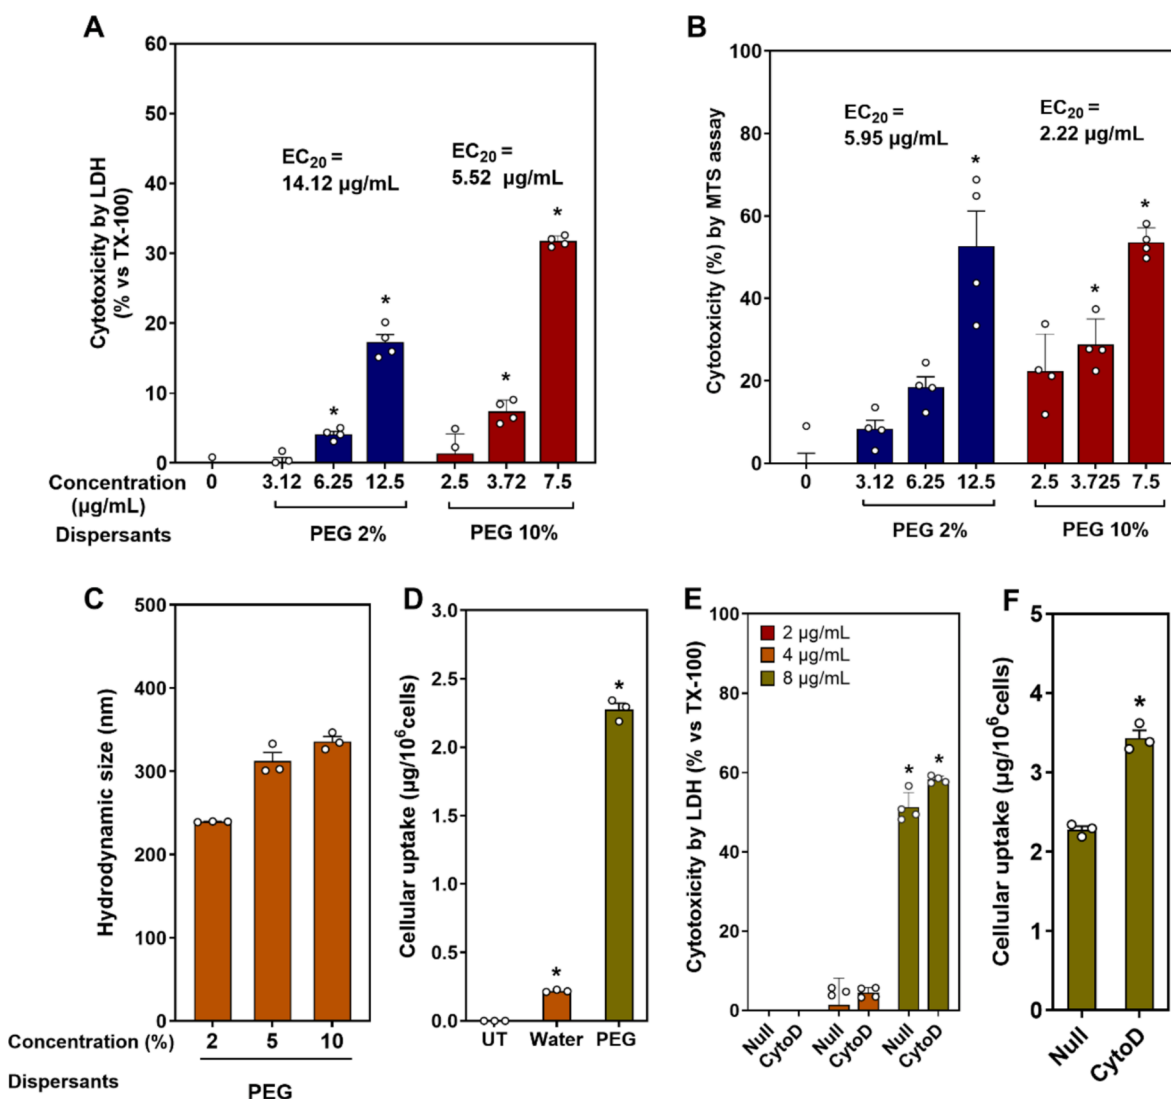 A
Cytotoxicity by LDH
(% vs TX-100)
60
50
40
30
20
10
0
EC20 =
14.12 µg/mL
EC20 =
5.52 µg/mL
* * * *
Concentration
(µg/mL)
0 3.12 6.25 12.5 2.5 3.72 7.5
Dispersants
PEG 2% PEG 10%
B
Cytotoxicity (%) by MTS assay
100
80
60
40
20
0
EC20 =
5.95 µg/mL
EC20 =
2.22 µg/mL
* * *
0 3.12 6.25 12.5 2.5 3.725 7.5
PEG 2% PEG 10%
C
Hydrodynamic size (nm)
500
400
300
200
100
0
Concentration (%)
2 5 10
Dispersants
PEG
D
Cellular uptake (µg/10^6cells)
3.0
2.5
2.0
1.5
1.0
0.5
0.0
* *
UT Water PEG
E
Cytotoxicity by LDH (% vs TX-100)
100
80
60
40
20
0
2 µg/mL
4 µg/mL
8 µg/mL
* *
Null CytoD Null CytoD Null CytoD
F
Cellular uptake (µg/10^6cells)
5
4
3
2
1
0
*
Null CytoD